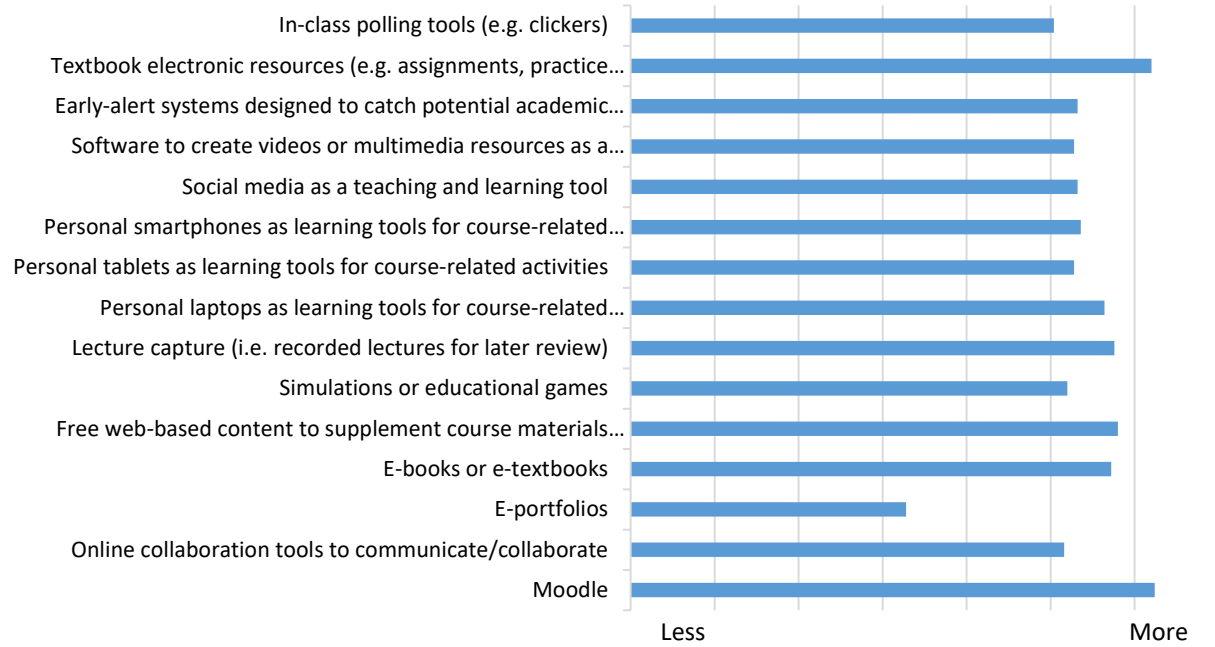 In-class polling tools (e.g. clickers)
Textbook electronic resources (e.g. assignments, practice...
Early-alert systems designed to catch potential academic...
Software to create videos or multimedia resources as a...
Social media as a teaching and learning tool
Personal smartphones as learning tools for course-related...
Personal tablets as learning tools for course-related activities
Personal laptops as learning tools for course-related...
Lecture capture (i.e. recorded lectures for later review)
Simulations or educational games
Free web-based content to supplement course materials...
E-books or e-textbooks
E-portfolios
Online collaboration tools to communicate/collaborate
Moodle
Less More